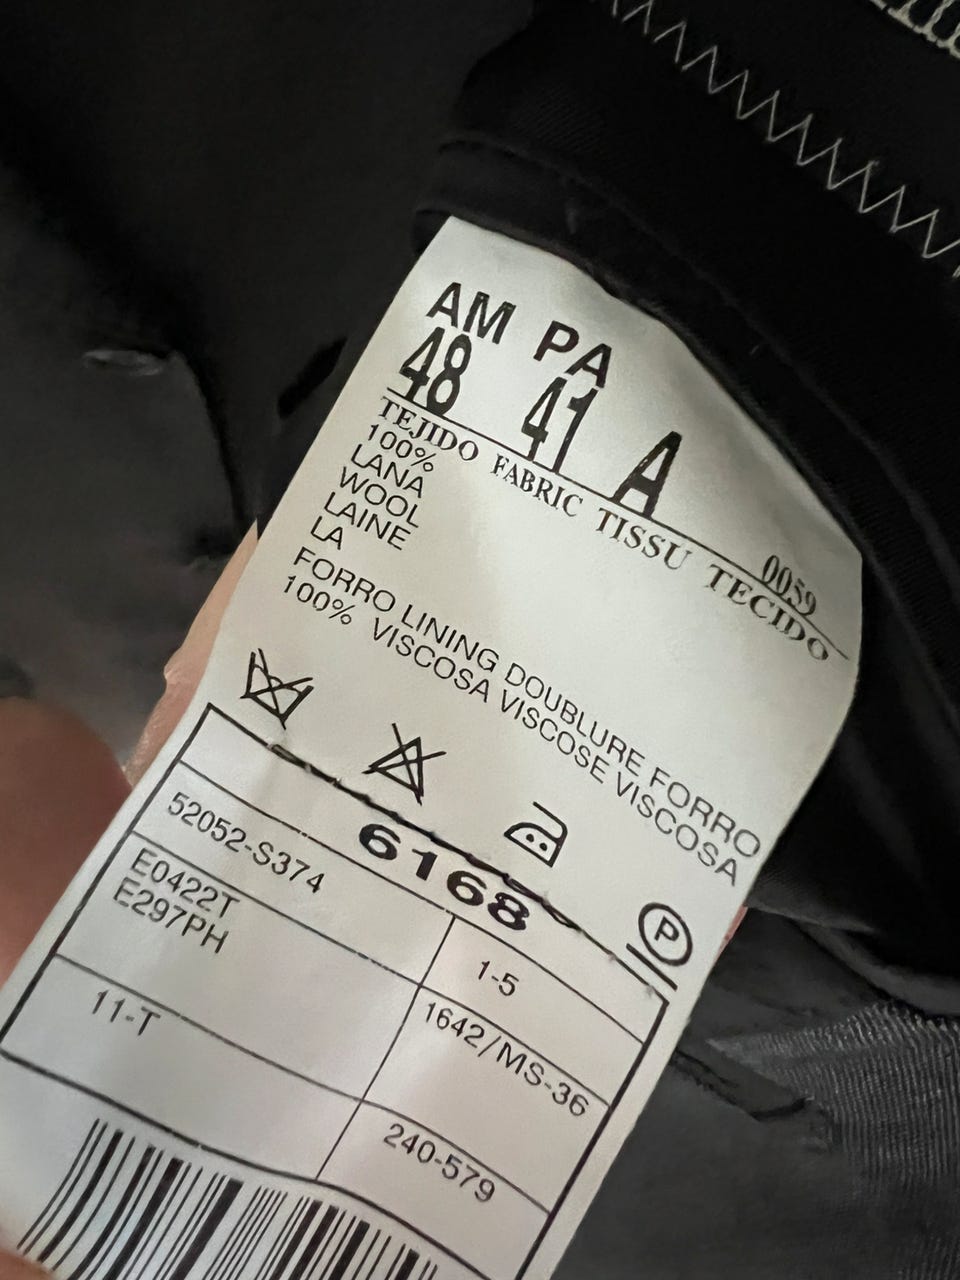 AM PA
48 41 A
0059
TEJIDO FABRIC TISSU TECIDO
100%
LANA
WOOL
LAINE
LA
FORRO LINING DOUBLURE FORRO
100% VISCOSA VISCOSE VISCOSA
P
6168
52052-S374
1-5
E0422T
E297PH
1642/MS-36
11-T
240-579